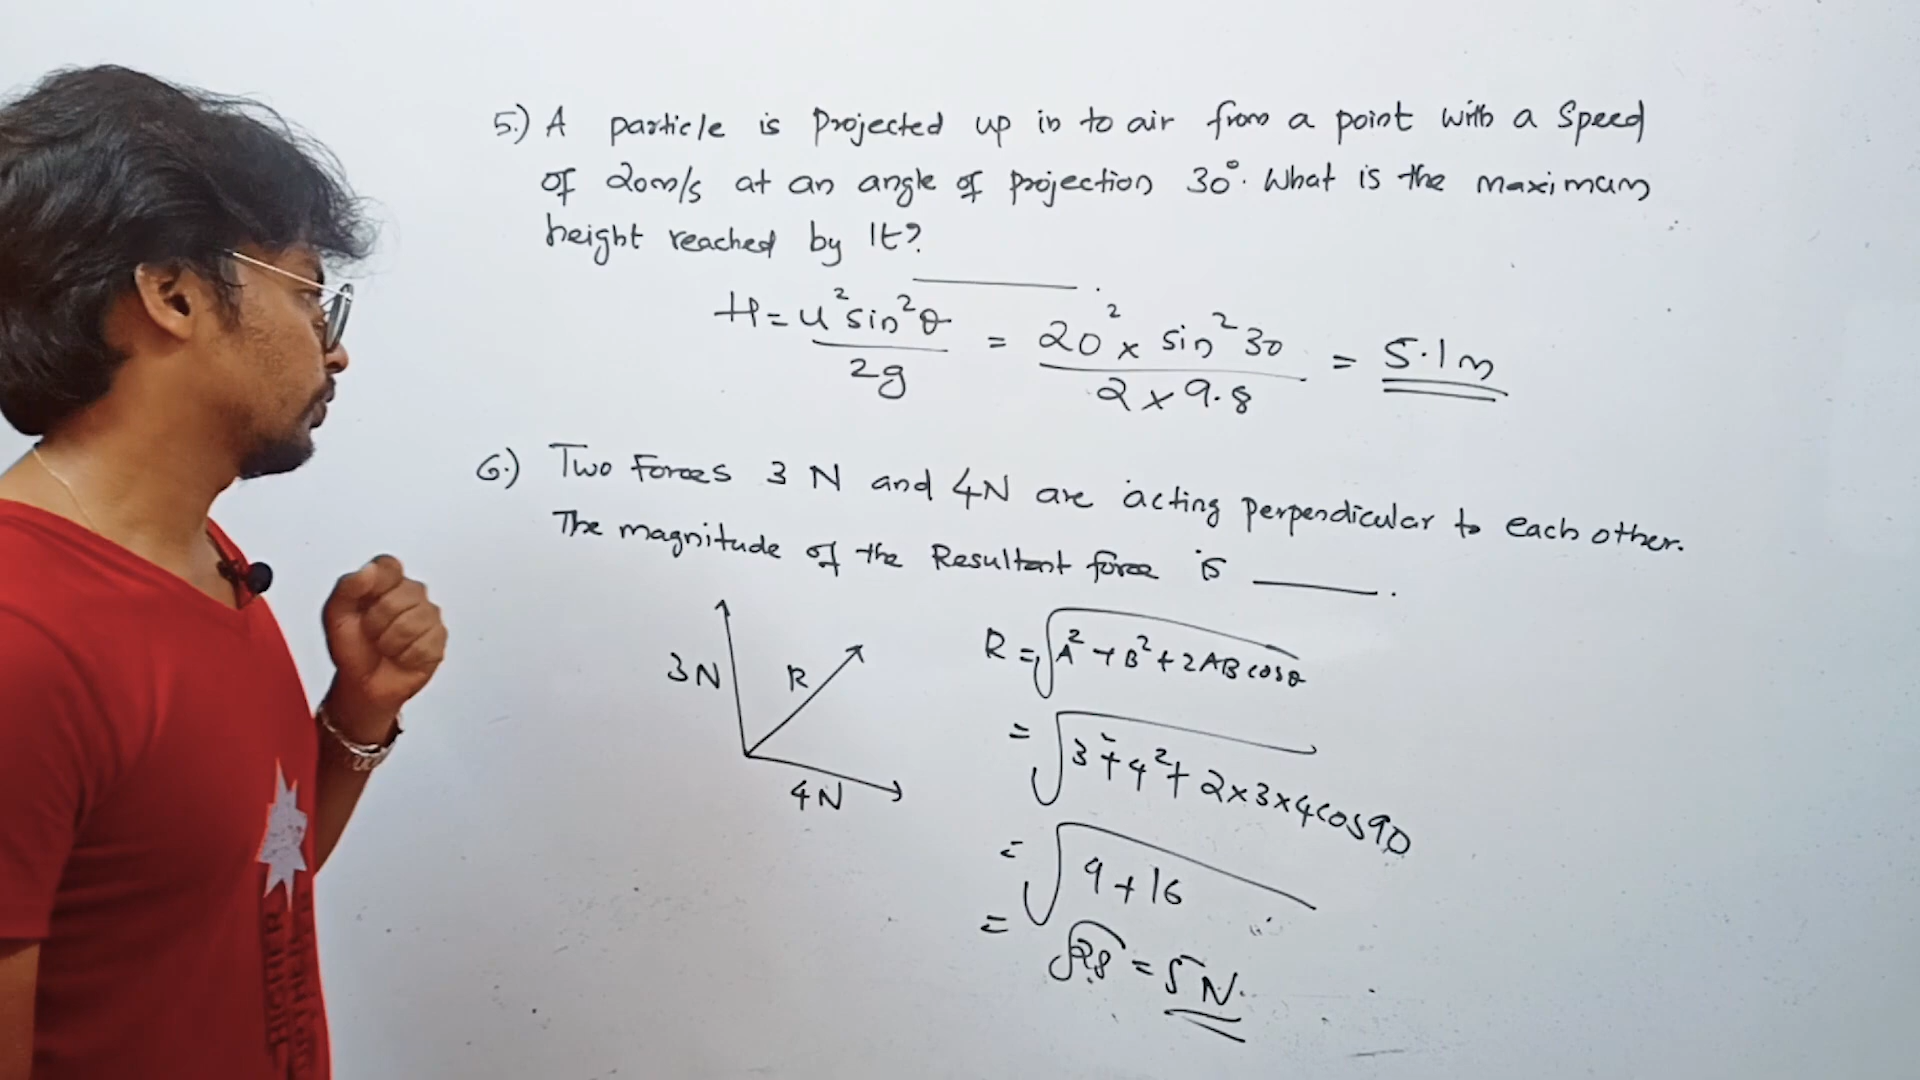 5.) A particle is Projected up in to air from a point with a Speed
of 20m/s at an angle of projection 30°. What is the maximum
height reached by It?
H = u² sin² θ / 2g = 20² x sin² 30 / 2 x 9.8 = 5.1m
6.) Two Forces 3 N and 4N are acting perpendicular to each other.
The magnitude of the Resultant force is ______.
3N
R
4N
R = √A² + B² + 2AB cosθ
= √3² + 4² + 2x3x4cos90
= √9 + 16
= √25 = 5N.